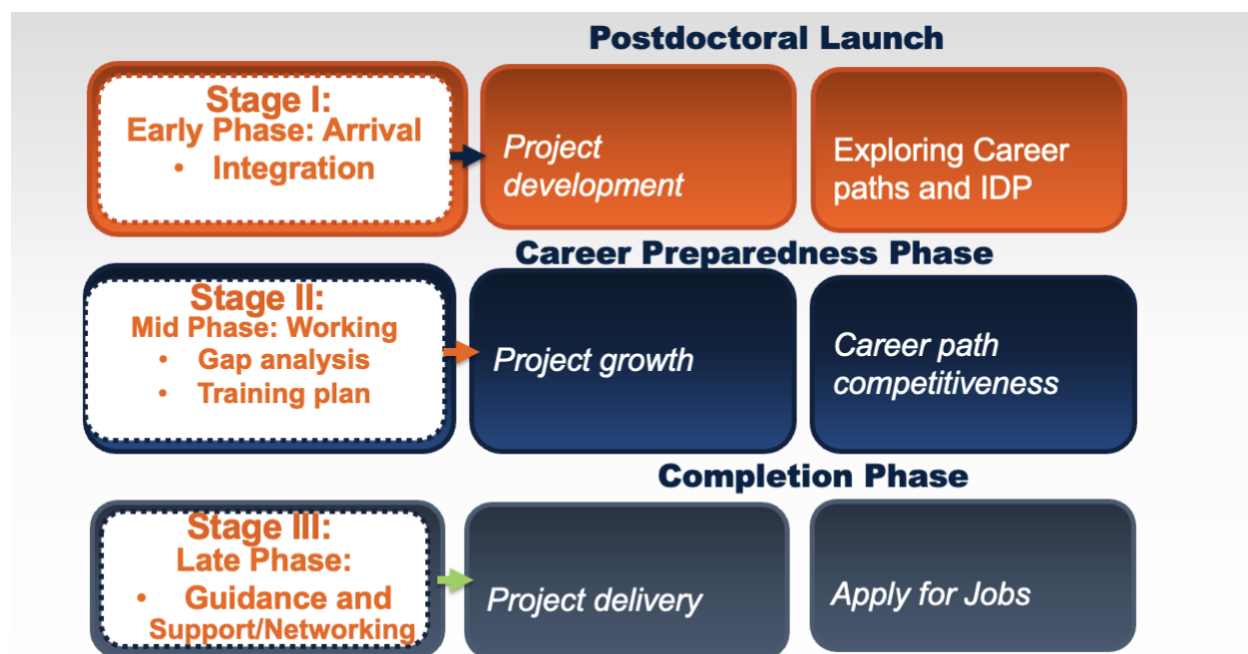 Postdoctoral Launch
Stage I:
Early Phase: Arrival
• Integration
Project
development
Exploring Career
paths and IDP
Career Preparedness Phase
Stage II:
Mid Phase: Working
• Gap analysis
• Training plan
Project growth
Career path
competitiveness
Completion Phase
Stage III:
Late Phase:
• Guidance and
Support/Networking
Project delivery
Apply for Jobs